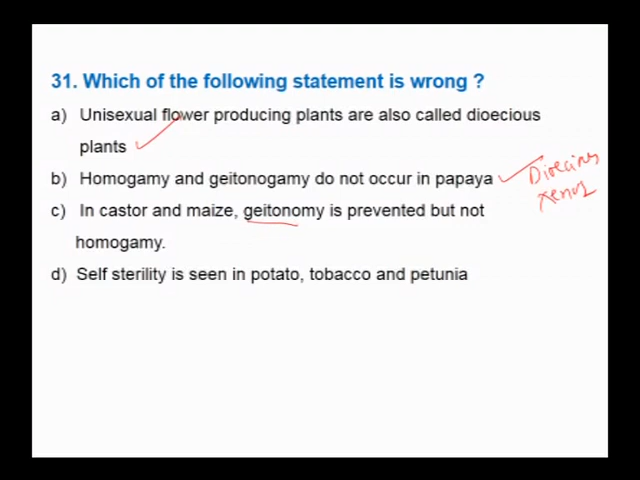 31. Which of the following statement is wrong ?
a) Unisexual flower producing plants are also called dioecious
plants
b) Homogamy and geitonogamy do not occur in papaya
Dioecious
c) In castor and maize, geitonomy is prevented but not
homogamy.
d) Self sterility is seen in potato, tobacco and petunia